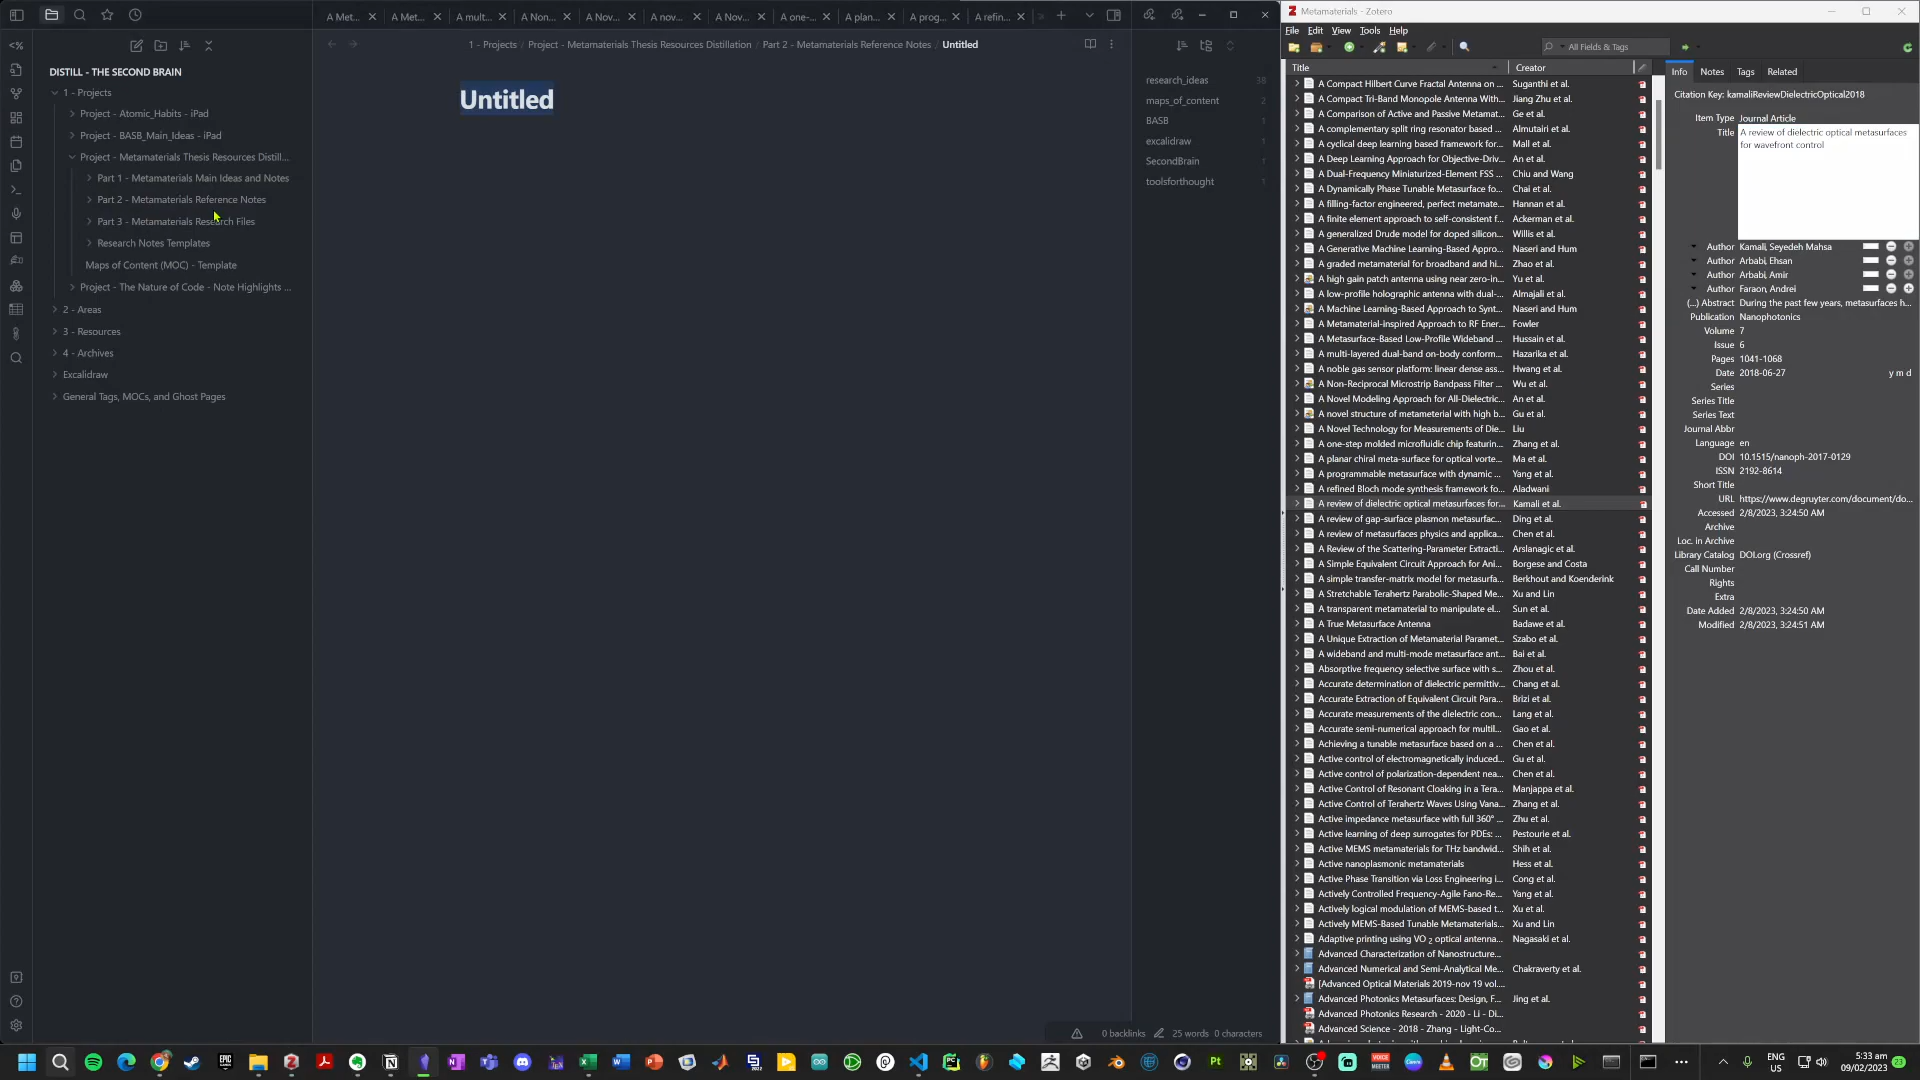 A Met...
A Met...
A mult...
A Non...
A Nov...
A nov...
A Nov...
A one-...
A plan...
A prog...
A refin...
DISTILL - THE SECOND BRAIN
1 - Projects
Project - Atomic_Habits - iPad
Project - BASB_Main_Ideas - iPad
Project - Metamaterials Thesis Resources Distill...
Part 1 - Metamaterials Main Ideas and Notes
Part 2 - Metamaterials Reference Notes
Part 3 - Metamaterials Research Files
Research Notes Templates
Maps of Content (MOC) - Template
Project - The Nature of Code - Note Highlights ...
2 - Areas
3 - Resources
4 - Archives
Excalidraw
General Tags, MOCs, and Ghost Pages
1 - Projects / Project - Metamaterials Thesis Resources Distillation / Part 2 - Metamaterials Reference Notes / Untitled
Untitled
research_ideas 38
maps_of_content 2
BASB 1
excalidraw 1
SecondBrain 1
toolsforthought 1
0 backlinks 25 words 0 characters
Metamaterials - Zotero
File Edit View Tools Help
All Fields & Tags
Title Creator
A Compact Hilbert Curve Fractal Antenna on ... Suganthi et al.
A Compact Tri-Band Monopole Antenna With... Jiang Zhu et al.
A Comparison of Active and Passive Metamat... Ge et al.
A complementary split ring resonator based ... Almutairi et al.
A cyclical deep learning based framework for... Mall et al.
A Deep Learning Approach for Objective-Driv... An et al.
A Dual-Frequency Miniaturized-Element FSS ... Chiu and Wang
A Dynamically Phase Tunable Metasurface fo... Chai et al.
A filling-factor engineered, perfect metamate... Hannan et al.
A finite element approach to self-consistent f... Ackerman et al.
A generalized Drude model for doped silicon... Willis et al.
A Generative Machine Learning-Based Appro... Naseri and Hum
A graded metamaterial for broadband and hi... Zhao et al.
A high gain patch antenna using near zero-in... Yu et al.
A low-profile holographic antenna with dual-... Almajali et al.
A Machine Learning-Based Approach to Synt... Naseri and Hum
A Metamaterial-inspired Approach to RF Ener... Fowler
A Metasurface-Based Low-Profile Wideband ... Hussain et al.
A multi-layered dual-band on-body conform... Hazarika et al.
A noble gas sensor platform: linear dense ass... Hwang et al.
A Non-Reciprocal Microstrip Bandpass Filter ... Wu et al.
A Novel Modeling Approach for All-Dielectric... An et al.
A novel structure of metameterial with high b... Gu et al.
A Novel Technology for Measurements of Die... Liu
A one-step molded microfluidic chip featurin... Zhang et al.
A planar chiral meta-surface for optical vorte... Ma et al.
A programmable metasurface with dynamic ... Yang et al.
A refined Bloch mode synthesis framework fo... Aladwani
A review of dielectric optical metasurfaces for... Kamali et al.
A review of gap-surface plasmon metasurfac... Ding et al.
A review of metasurfaces physics and applica... Chen et al.
A Review of the Scattering-Parameter Extracti... Arslanagic et al.
A Simple Equivalent Circuit Approach for Ani... Borgese and Costa
A simple transfer-matrix model for metasurfa... Berkhout and Koenderink
A Stretchable Terahertz Parabolic-Shaped Me... Xu and Lin
A transparent metamaterial to manipulate el... Sun et al.
A True Metasurface Antenna Badawe et al.
A Unique Extraction of Metamaterial Paramet... Szabo et al.
A wideband and multi-mode metasurface ant... Bai et al.
Absorptive frequency selective surface with s... Zhou et al.
Accurate determination of dielectric permittiv... Chang et al.
Accurate Extraction of Equivalent Circuit Para... Brizi et al.
Accurate measurements of the dielectric con... Lang et al.
Accurate semi-numerical approach for multil... Gao et al.
Achieving a tunable metasurface based on a ... Chen et al.
Active control of electromagnetically induced... Gu et al.
Active control of polarization-dependent nea... Chen et al.
Active Control of Resonant Cloaking in a Tera... Manjappa et al.
Active Control of Terahertz Waves Using Vana... Zhang et al.
Active impedance metasurface with full 360° ... Zhu et al.
Active learning of deep surrogates for PDEs: ... Pestourie et al.
Active MEMS metamaterials for THz bandwid... Shih et al.
Active nanoplasmonic metamaterials Hess et al.
Active Phase Transition via Loss Engineering i... Cong et al.
Actively Controlled Frequency-Agile Fano-Re... Yang et al.
Actively logical modulation of MEMS-based t... Xu et al.
Actively MEMS-Based Tunable Metamaterials... Xu and Lin
Adaptive printing using VO 2 optical antenna... Nagasaki et al.
Advanced Characterization of Nanostructure...
Advanced Numerical and Semi-Analytical Me... Chakraverty et al.
[Advanced Optical Materials 2019-nov 19 vol....
Advanced Photonics Metasurfaces: Design, F... Jing et al.
Advanced Photonics Research - 2020 - Li - Di...
Advanced Science - 2018 - Zhang - Light-Co...
Info Notes Tags Related
Citation Key: kamaliReviewDielectricOptical2018
Item Type Journal Article
Title A review of dielectric optical metasurfaces
for wavefront control
Author Kamali, Seyedeh Mahsa
Author Arbabi, Ehsan
Author Arbabi, Amir
Author Faraon, Andrei
(...) Abstract During the past few years, metasurfaces h...
Publication Nanophotonics
Volume 7
Issue 6
Pages 1041-1068
Date 2018-06-27 y m d
Series
Series Title
Series Text
Journal Abbr
Language en
DOI 10.1515/nanoph-2017-0129
ISSN 2192-8614
Short Title
URL https://www.degruyter.com/document/do...
Accessed 2/8/2023, 3:24:50 AM
Archive
Loc. in Archive
Library Catalog DOI.org (Crossref)
Call Number
Rights
Extra
Date Added 2/8/2023, 3:24:50 AM
Modified 2/8/2023, 3:24:51 AM
ENG
US
5:33 am
09/02/2023
23